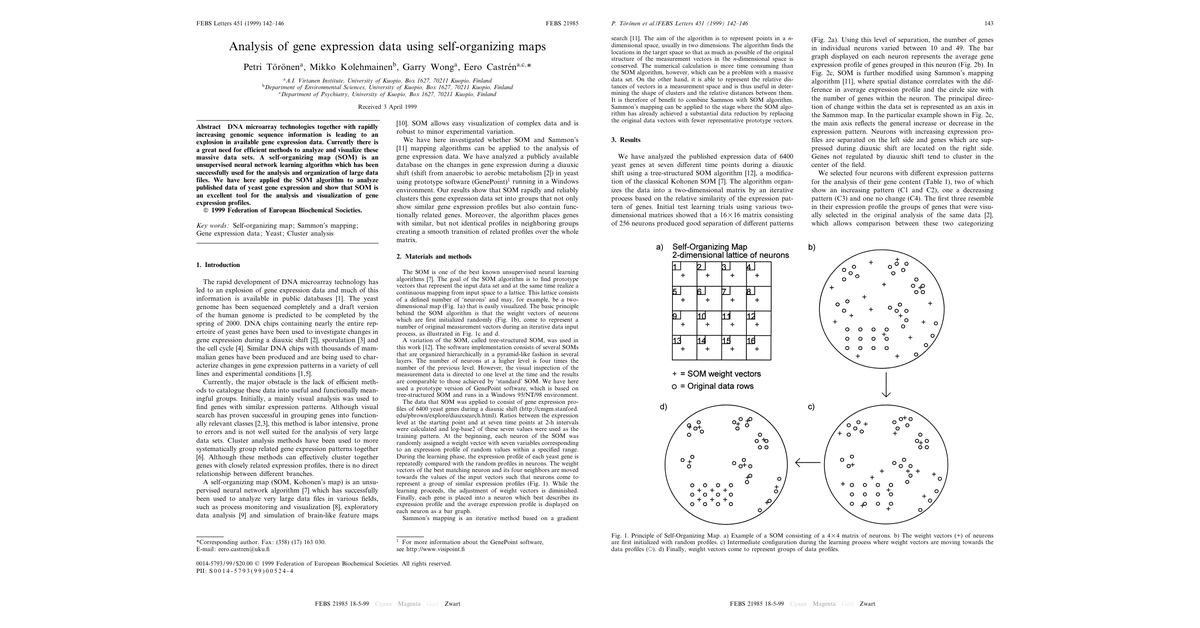 FEBS Letters 451 (1999) 142–146
FEBS 21985
Analysis of gene expression data using self-organizing maps
Petri Törönenª, Mikko Kolehmainenᵇ, Garry Wongª, Eero Castrénª,ᶜ,*
ªA.I. Virtanen Institute, University of Kuopio, Box 1627, 70211 Kuopio, Finland
ᵇDepartment of Environmental Sciences, University of Kuopio, Box 1627, 70211 Kuopio, Finland
ᶜDepartment of Psychiatry, University of Kuopio, Box 1627, 70211 Kuopio, Finland
Received 3 April 1999
Abstract DNA microarray technologies together with rapidly
increasing genomic sequence information is leading to an
explosion in available gene expression data. Currently there is
a great need for efficient methods to analyze and visualize these
massive data sets. A self-organizing map (SOM) is an
unsupervised neural network learning algorithm which has been
successfully used for the analysis and organization of large data
files. We have here applied the SOM algorithm to analyze
published data of yeast gene expression and show that SOM is
an excellent tool for the analysis and visualization of gene
expression profiles.
© 1999 Federation of European Biochemical Societies.
Key words: Self-organizing map; Sammon's mapping;
Gene expression data; Yeast; Cluster analysis
1. Introduction
The rapid development of DNA microarray technology has
led to an explosion of gene expression data and much of this
information is available in public databases [1]. The yeast
genome has been sequenced completely and a draft version
of the human genome is predicted to be completed by the
spring of 2000. DNA chips containing nearly the entire rep-
ertoire of yeast genes have been used to investigate changes in
gene expression during a diauxic shift [2], sporulation [3] and
the cell cycle [4]. Similar DNA chips with thousands of mam-
malian genes have been produced and are being used to char-
acterize changes in gene expression patterns in a variety of cell
lines and experimental conditions [1,5].
Currently, the major obstacle is the lack of efficient meth-
ods to catalogue these data into useful and functionally mean-
ingful groups. Initially, a mainly visual analysis was used to
find genes with similar expression patterns. Although visual
search has proven successful in grouping genes into function-
ally relevant classes [2,3], this method is labor intensive, prone
to errors and is not well suited for the analysis of very large
data sets. Cluster analysis methods have been used to more
systematically group related gene expression patterns together
[6]. Although these methods can effectively cluster together
genes with closely related expression profiles, there is no direct
relationship between different branches.
A self-organizing map (SOM, Kohonen's map) is an unsu-
pervised neural network algorithm [7] which has successfully
been used to analyze very large data files in various fields,
such as process monitoring and visualization [8], exploratory
data analysis [9] and simulation of brain-like feature maps
*Corresponding author. Fax: (358) (17) 163 030.
E-mail: eero.castren@uku.fi
[10]. SOM allows easy visualization of complex data and is
robust to minor experimental variation.
We have here investigated whether SOM and Sammon's
[11] mapping algorithms can be applied to the analysis of
gene expression data. We have analyzed a publicly available
database on the changes in gene expression during a diauxic
shift (shift from anaerobic to aerobic metabolism [2]) in yeast
using prototype software (GenePoint)¹ running in a Windows
environment. Our results show that SOM rapidly and reliably
clusters this gene expression data set into groups that not only
show similar gene expression profiles but also contain func-
tionally related genes. Moreover, the algorithm places genes
with similar, but not identical profiles in neighboring groups
creating a smooth transition of related profiles over the whole
matrix.
2. Materials and methods
The SOM is one of the best known unsupervised neural learning
algorithms [7]. The goal of the SOM algorithm is to find prototype
vectors that represent the input data set and at the same time realize a
continuous mapping from input space to a lattice. This lattice consists
of a defined number of 'neurons' and may, for example, be a two-
dimensional map (Fig. 1a) that is easily visualized. The basic principle
behind the SOM algorithm is that the weight vectors of neurons
which are first initialized randomly (Fig. 1b), come to represent a
number of original measurement vectors during an iterative data input
process, as illustrated in Fig. 1c and d.
A variation of the SOM, called tree-structured SOM, was used in
this work [12]. The software implementation consists of several SOMs
that are organized hierarchically in a pyramid-like fashion in several
layers. The number of neurons at a higher level is four times the
number of the previous level. However, the visual inspection of the
measurement data is directed to one level at the time and the results
are comparable to those achieved by 'standard' SOM. We have here
used a prototype version of GenePoint software, which is based on
tree-structured SOM and runs in a Windows 95/NT/98 environment.
The data that SOM was applied to consist of gene expression pro-
files of 6400 yeast genes during a diauxic shift (http://cmgm.stanford.
edu/pbrown/explore/diauxsearch.html). Ratios between the expression
level at the starting point and at seven time points at 2-h intervals
were calculated and log-base2 of these seven values were used as the
training pattern. At the beginning, each neuron of the SOM was
randomly assigned a weight vector with seven variables corresponding
to an expression profile of random values within a specified range.
During the learning phase, the expression profile of each yeast gene is
repeatedly compared with the random profiles in neurons. The weight
vectors of the best matching neuron and its four neighbors are moved
towards the values of the input vectors such that neurons come to
represent a group of similar expression profiles (Fig. 1). While the
learning proceeds, the adjustment of weight vectors is diminished.
Finally, each gene is placed into a neuron which best describes its
expression profile and the average expression profile is displayed on
each neuron as a bar graph.
Sammon's mapping is an iterative method based on a gradient
¹ For more information about the GenePoint software,
see http://www.visipoint.fi
0014-5793/99/$20.00 © 1999 Federation of European Biochemical Societies. All rights reserved.
PII: S0014-5793(99)00524-4
FEBS 21985 18-5-99 Cyaan Magenta Geel Zwart
P. Törönen et al./FEBS Letters 451 (1999) 142–146
143
search [11]. The aim of the algorithm is to represent points in a n-
dimensional space, usually in two dimensions. The algorithm finds the
locations in the target space so that as much as possible of the original
structure of the measurement vectors in the n-dimensional space is
conserved. The numerical calculation is more time consuming than
the SOM algorithm, however, which can be a problem with a massive
data set. On the other hand, it is able to represent the relative dis-
tances of vectors in a measurement space and is thus useful in deter-
mining the shape of clusters and the relative distances between them.
It is therefore of benefit to combine Sammon with SOM algorithm.
Sammon's mapping can be applied to the stage where the SOM algo-
rithm has already achieved a substantial data reduction by replacing
the original data vectors with fewer representative prototype vectors.
3. Results
We have analyzed the published expression data of 6400
yeast genes at seven different time points during a diauxic
shift using a tree-structured SOM algorithm [12], a modifica-
tion of the classical Kohonen SOM [7]. The algorithm organ-
izes the data into a two-dimensional matrix by an iterative
process based on the relative similarity of the expression pat-
tern of genes. Initial test learning trials using various two-
dimensional matrices showed that a 16×16 matrix consisting
of 256 neurons produced good separation of different patterns
(Fig. 2a). Using this level of separation, the number of genes
in individual neurons varied between 10 and 49. The bar
graph displayed on each neuron represents the average gene
expression profile of genes grouped in this neuron (Fig. 2b). In
Fig. 2c, SOM is further modified using Sammon's mapping
algorithm [11], where spatial distance correlates with the dif-
ference in average expression profile and the circle size with
the number of genes within the neuron. The principal direc-
tion of change within the data set is represented as an axis in
the Sammon map. In the particular example shown in Fig. 2c,
the main axis reflects the general increase or decrease in the
expression pattern. Neurons with increasing expression pro-
files are separated on the left side and genes which are sup-
pressed during diauxic shift are located on the right side.
Genes not regulated by diauxic shift tend to cluster in the
center of the field.
We selected four neurons with different expression patterns
for the analysis of their gene content (Table 1), two of which
show an increasing pattern (C1 and C2), one a decreasing
pattern (C3) and one no change (C4). The first three resemble
in their expression profile the groups of genes that were visu-
ally selected in the original analysis of the same data [2],
which allows comparison between these two categorizing
a) Self-Organizing Map
2-dimensional lattice of neurons
1 2 3 4
5 6 7 8
9 10 11 12
13 14 15 16
+ = SOM weight vectors
o = Original data rows
b)
d)
c)
Fig. 1. Principle of Self-Organizing Map. a) Example of a SOM consisting of a 4×4 matrix of neurons. b) The weight vectors (+) of neurons
are first initialized with random profiles. c) Intermediate configuration during the learning process where weight vectors are moving towards the
data profiles (○). d) Finally, weight vectors come to represent groups of data profiles.
FEBS 21985 18-5-99 Cyaan Magenta Geel Zwart